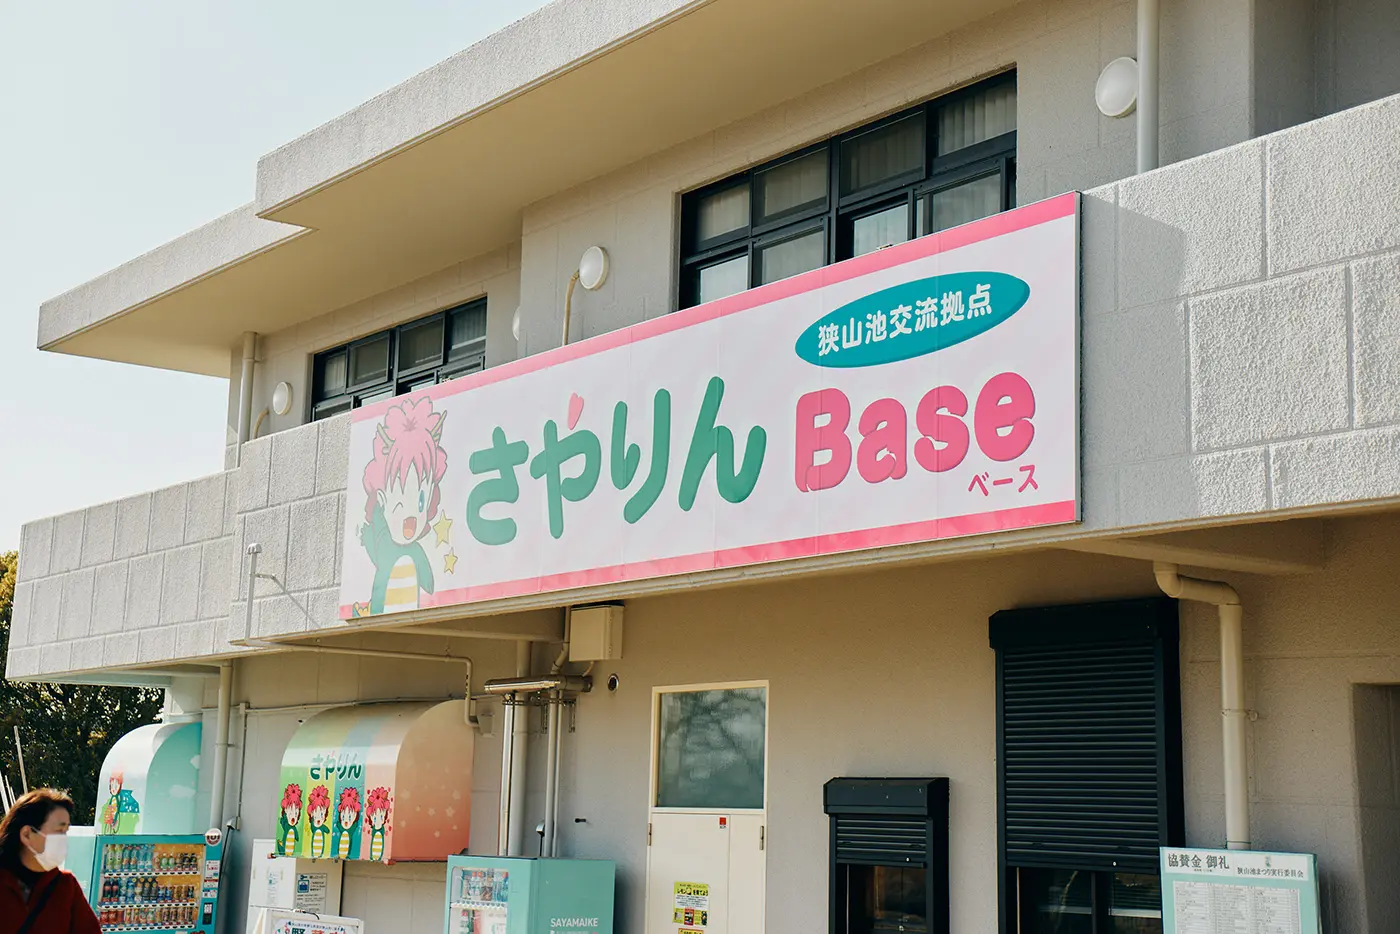 狭山池交流拠点
さやりん Base
ベース
さやりん
SAYAMAIKE
協賛金 御礼
狭山池まつり実行委員会